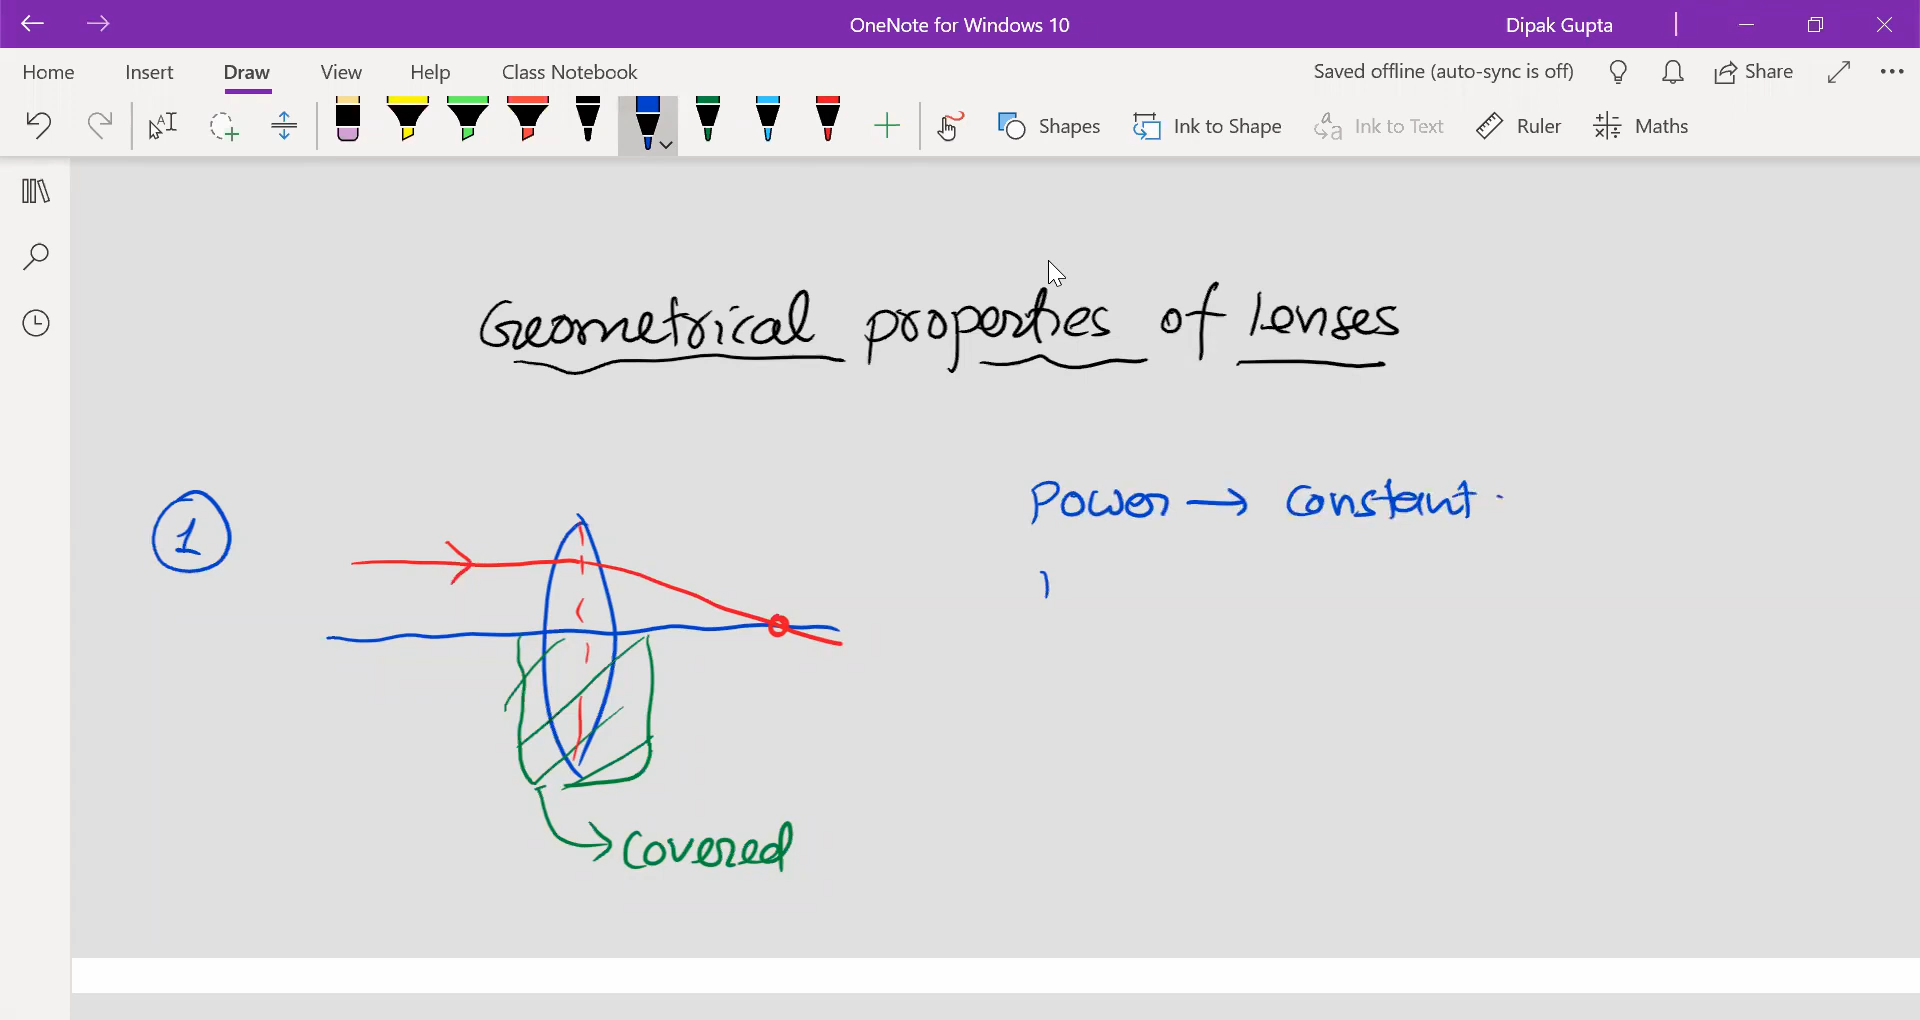 OneNote for Windows 10
Dipak Gupta
Home Insert Draw View Help Class Notebook
Saved offline (auto-sync is off) Share
Shapes Ink to Shape Ink to Text Ruler Maths
Geometrical properties of lenses
1
Power → Constant.
Covered